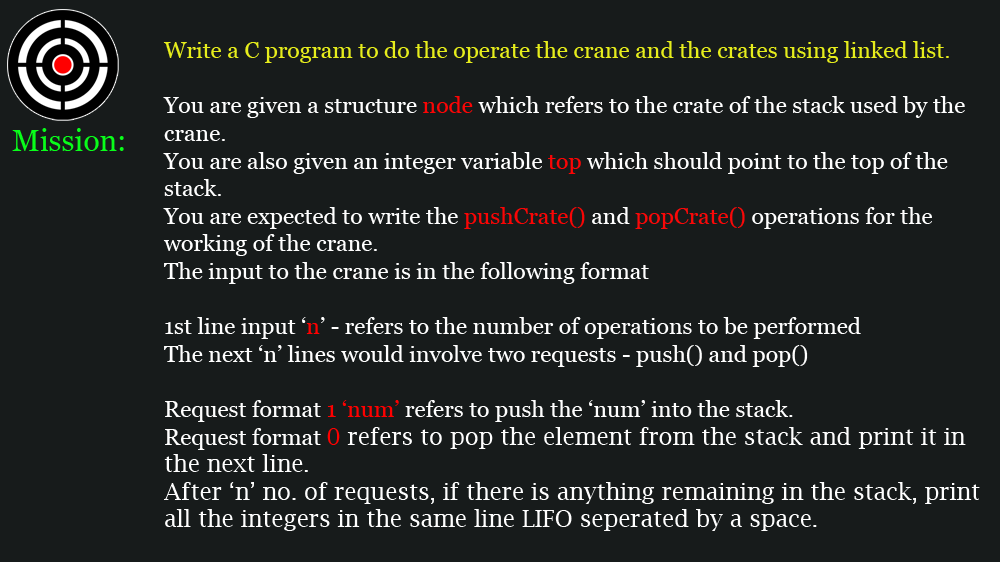 Mission:
Write a C program to do the operate the crane and the crates using linked list.
You are given a structure node which refers to the crate of the stack used by the
crane.
You are also given an integer variable top which should point to the top of the
stack.
You are expected to write the pushCrate() and popCrate() operations for the
working of the crane.
The input to the crane is in the following format
1st line input ‘n’ - refers to the number of operations to be performed
The next ‘n’ lines would involve two requests - push() and pop()
Request format 1 ‘num’ refers to push the ‘num’ into the stack.
Request format 0 refers to pop the element from the stack and print it in
the next line.
After ‘n’ no. of requests, if there is anything remaining in the stack, print
all the integers in the same line LIFO seperated by a space.